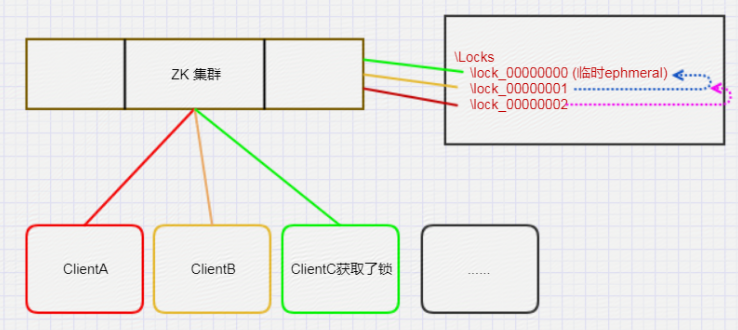 ZK 集群
\Locks
\lock_00000000 (临时ephmeral)
\lock_00000001
\lock_00000002
ClientA
ClientB
ClientC获取了锁
......